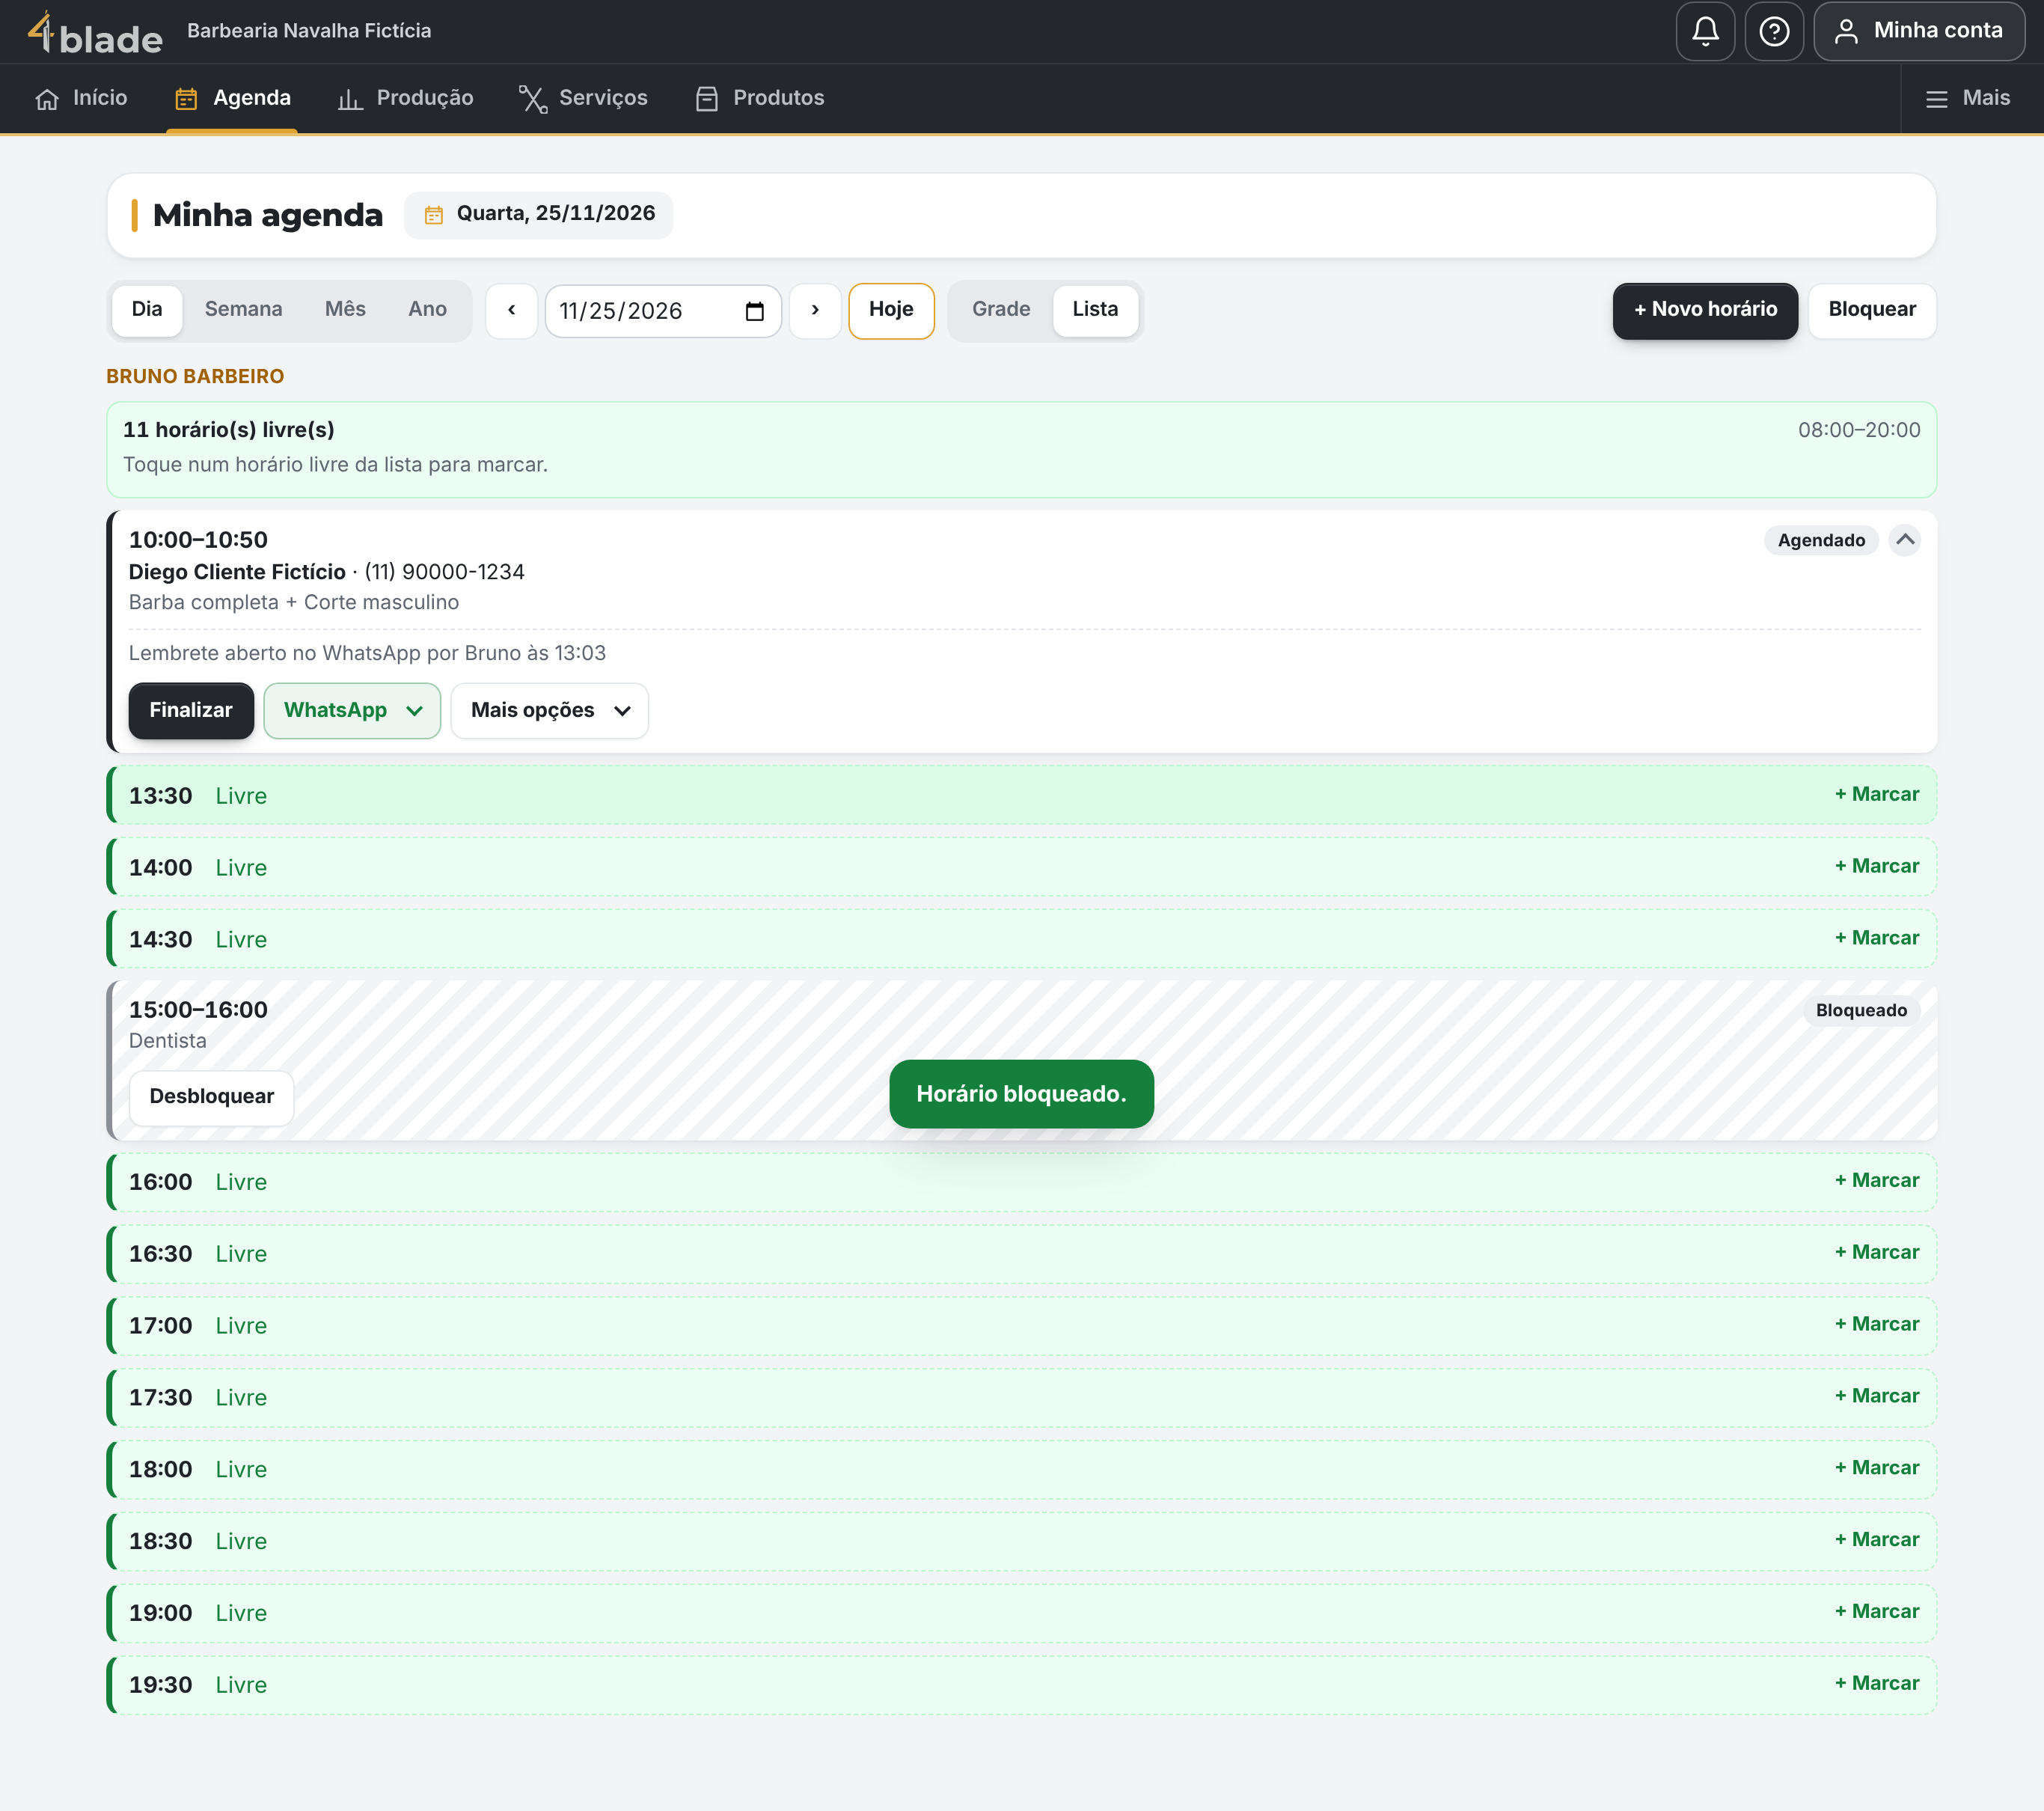 4blade
Barbearia Navalha Fictícia
Minha conta
Início
Agenda
Produção
Serviços
Produtos
Mais
Minha agenda
Quarta, 25/11/2026
Dia
Semana
Mês
Ano
‹
11/25/2026
›
Hoje
Grade
Lista
+ Novo horário
Bloquear
BRUNO BARBEIRO
11 horário(s) livre(s)
08:00–20:00
Toque num horário livre da lista para marcar.
10:00–10:50
Agendado
Diego Cliente Fictício · (11) 90000-1234
Barba completa + Corte masculino
Lembrete aberto no WhatsApp por Bruno às 13:03
Finalizar
WhatsApp
Mais opções
13:30 Livre + Marcar
14:00 Livre + Marcar
14:30 Livre + Marcar
15:00–16:00
Bloqueado
Dentista
Desbloquear
Horário bloqueado.
16:00 Livre + Marcar
16:30 Livre + Marcar
17:00 Livre + Marcar
17:30 Livre + Marcar
18:00 Livre + Marcar
18:30 Livre + Marcar
19:00 Livre + Marcar
19:30 Livre + Marcar